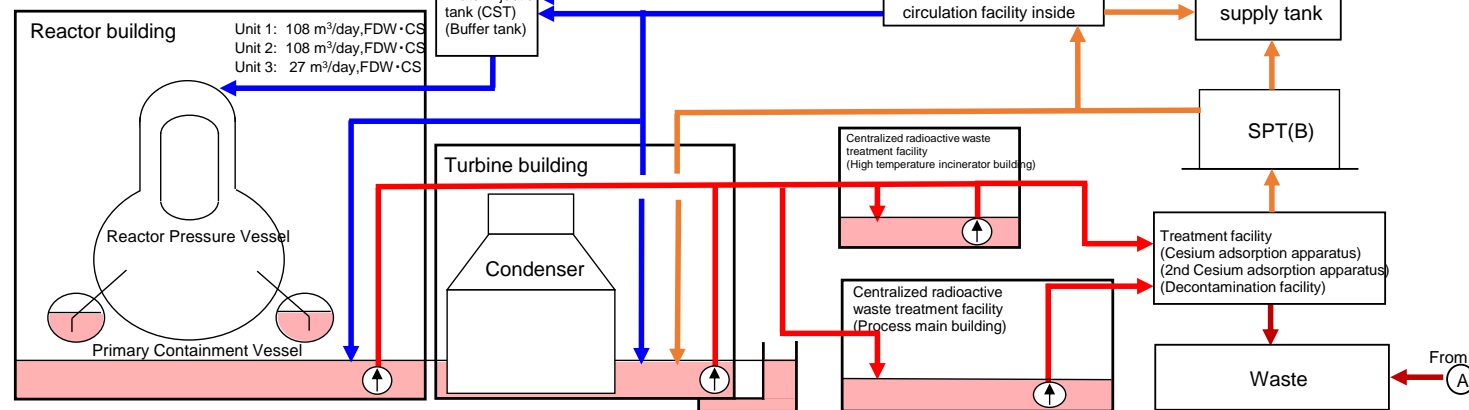 tank (CST)
(Buffer tank)
circulation facility inside
supply tank
Reactor building
Unit 1: 108 m³/day,FDW・CS
Unit 2: 108 m³/day,FDW・CS
Unit 3: 27 m³/day,FDW・CS
SPT(B)
Centralized radioactive waste
treatment facility
(High temperature incinerator building)
Turbine building
Reactor Pressure Vessel
Condenser
Treatment facility
(Cesium adsorption apparatus)
(2nd Cesium adsorption apparatus)
(Decontamination facility)
Centralized radioactive
waste treatment facility
(Process main building)
Primary Containment Vessel
Waste
From
A